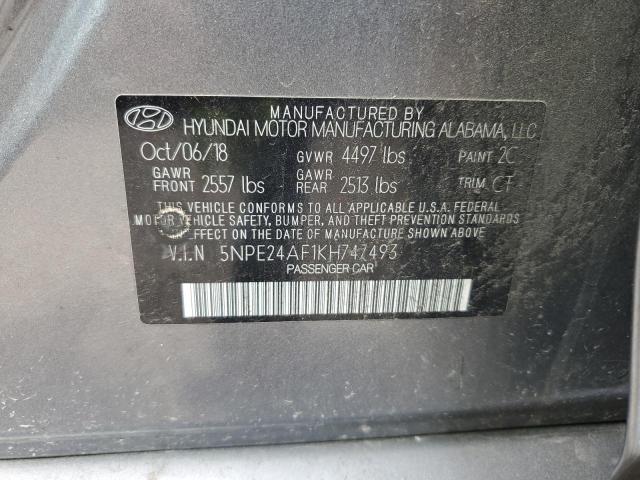 MANUFACTURED BY
HYUNDAI MOTOR MANUFACTURING ALABAMA, LLC
Oct/06/18 GVWR 4497 lbs PAINT 2C
GAWR FRONT 2557 lbs GAWR REAR 2513 lbs TRIM CT
THIS VEHICLE CONFORMS TO ALL APPLICABLE U.S.A. FEDERAL
MOTOR VEHICLE SAFETY, BUMPER, AND THEFT PREVENTION STANDARDS
IN EFFECT ON THE DATE OF MANUFACTURE SHOWN ABOVE.
V.I.N 5NPE24AF1KH747493
PASSENGER CAR